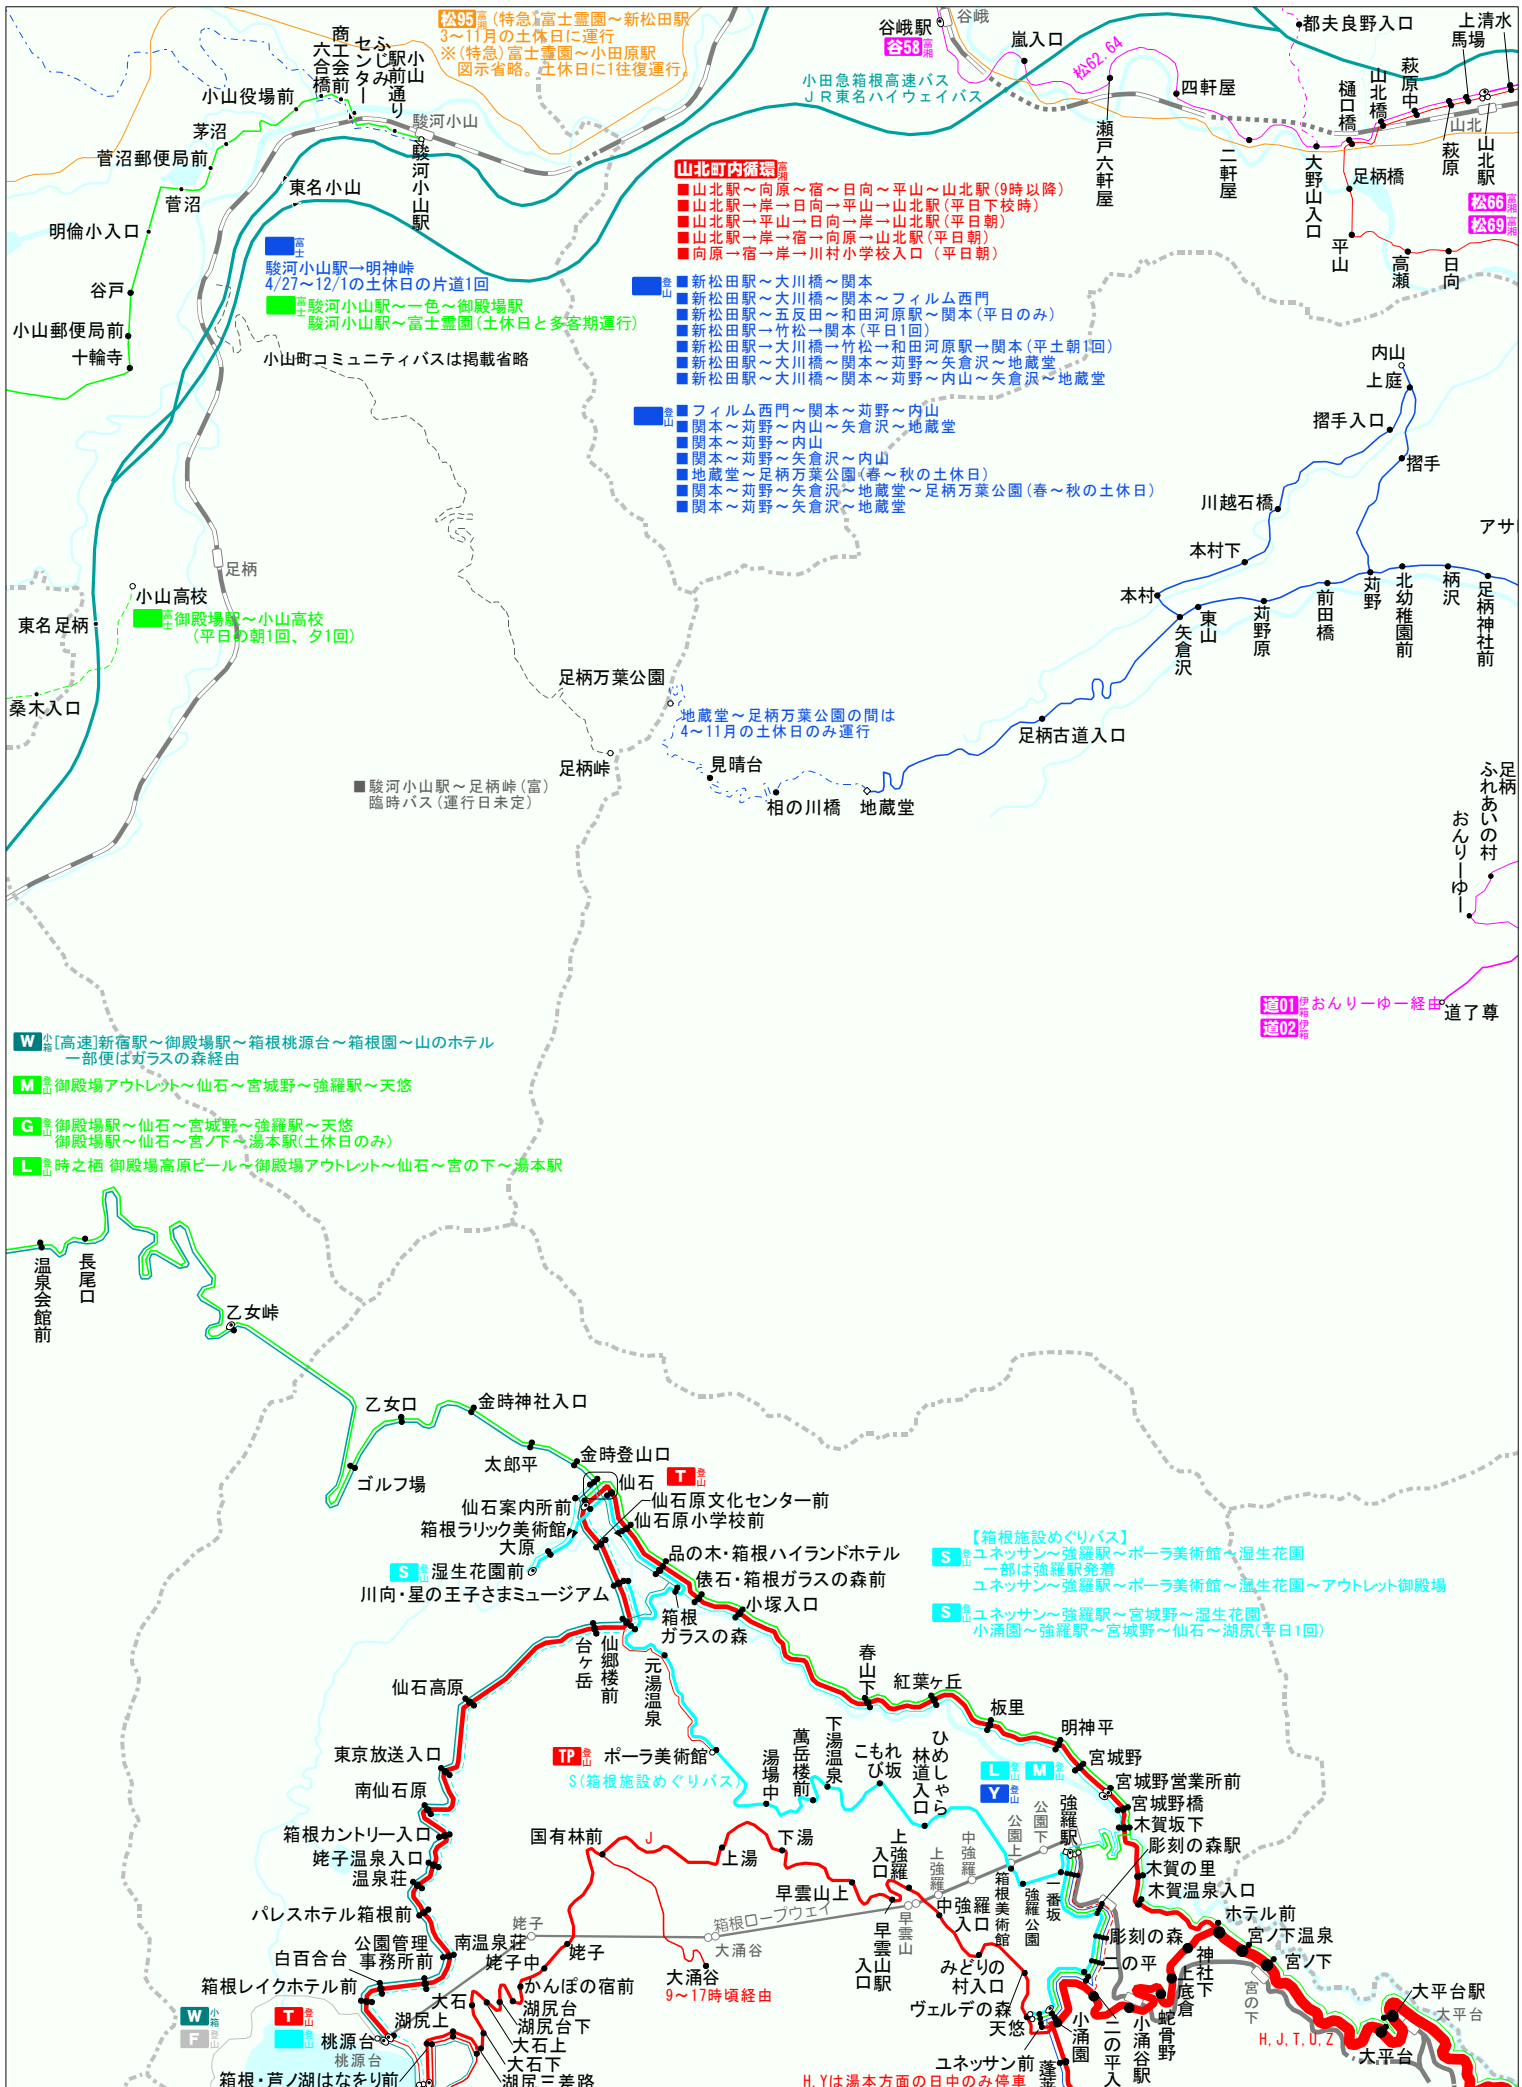 松95 富湘 (特急)富士霊園～新松田駅
3～11月の土休日に運行
※(特急)富士霊園～小田原駅
図示省略。土休日に1往復運行。
谷峨駅
谷峨
谷58 富湘
嵐入口
松62.64
四軒屋
瀬戸六軒屋
二軒屋
大野山入口
都夫良野入口
上清水
馬場
萩原中
山北橋
樋口橋
山北
萩原
山北駅
足柄橋
松66 富湘
松69 富湘
平山
高瀬
日向
小田急箱根高速バス
JR東名ハイウェイバス
小山
駅前通り
ふじみ
センター
商工会前
六合橋
小山役場前
茅沼
菅沼郵便局前
菅沼
駿河小山
駿河小山駅
東名小山
明倫小入口
谷戸
小山郵便局前
十輪寺
富士
駿河小山駅→明神峠
4/27～12/1の土休日の片道1回
富士 駿河小山駅～一色～御殿場駅
駿河小山駅～富士霊園(土休日と多客期運行)
小山町コミュニティバスは掲載省略
山北町内循環 富湘
■山北駅～向原～宿～日向～平山～山北駅(9時以降)
■山北駅→岸→日向→平山→山北駅(平日下校時)
■山北駅→平山→日向→岸→山北駅(平日朝)
■山北駅→岸→宿→向原→山北駅(平日朝)
■向原→宿→岸→川村小学校入口 (平日朝)
登山
■新松田駅～大川橋～関本
■新松田駅～大川橋～関本～フィルム西門
■新松田駅～五反田～和田河原駅～関本(平日のみ)
■新松田駅→竹松→関本(平日1回)
■新松田駅→大川橋→竹松→和田河原駅→関本(平土朝1回)
■新松田駅～大川橋～関本～苅野～矢倉沢～地蔵堂
■新松田駅～大川橋～関本～苅野～内山～矢倉沢～地蔵堂
登山
■フィルム西門～関本～苅野～内山
■関本～苅野～内山～矢倉沢～地蔵堂
■関本～苅野～内山
■関本～苅野～矢倉沢～内山
■地蔵堂～足柄万葉公園(春～秋の土休日)
■関本～苅野～矢倉沢～地蔵堂～足柄万葉公園(春～秋の土休日)
■関本～苅野～矢倉沢～地蔵堂
内山
上庭
摺手入口
摺手
川越石橋
アサ
本村下
本村
矢倉沢
東山
苅野原
前田橋
苅野
北幼稚園前
柄沢
足柄神社前
足柄
小山高校
富士 御殿場駅～小山高校
(平日の朝1回、夕1回)
東名足柄
桑木入口
足柄万葉公園
地蔵堂～足柄万葉公園の間は
4～11月の土休日のみ運行
足柄古道入口
足柄峠
見晴台
相の川橋
地蔵堂
■駿河小山駅～足柄峠(富)
臨時バス(運行日未定)
足柄
ふれあいの村
おんりーゆー
道01 伊箱 おんりーゆー経由
道02 伊箱
道了尊
W 小箱 [高速]新宿駅～御殿場駅～箱根桃源台～箱根園～山のホテル
一部便はガラスの森経由
M 登山 御殿場アウトレット～仙石～宮城野～強羅駅～天悠
G 登山 御殿場駅～仙石～宮城野～強羅駅～天悠
御殿場駅～仙石～宮ノ下～湯本駅(土休日のみ)
L 登山 時之栖 御殿場高原ビール～御殿場アウトレット～仙石～宮の下～湯本駅
温泉会館前
長尾口
乙女峠
乙女口
金時神社入口
ゴルフ場
太郎平
金時登山口
仙石
T 登山
仙石案内所前
仙石原文化センター前
箱根ラリック美術館
仙石原小学校前
大原
S 登山 湿生花園前
品の木・箱根ハイランドホテル
川向・星の王子さまミュージアム
俵石・箱根ガラスの森前
箱根
ガラスの森
小塚入口
【箱根施設めぐりバス】
S 登山 ユネッサン～強羅駅～ポーラ美術館～湿生花園
一部は強羅駅発着
ユネッサン～強羅駅～ポーラ美術館～湿生花園～アウトレット御殿場
S 登山 ユネッサン～強羅駅～宮城野～湿生花園
小涌園～強羅駅～宮城野～仙石～湖尻(平日1回)
台ヶ岳
仙郷楼前
元湯温泉
仙石高原
春山下
紅葉ヶ丘
板里
明神平
宮城野
宮城野営業所前
宮城野橋
木賀坂下
東京放送入口
TP 登山 ポーラ美術館
S(箱根施設めぐりバス)
湯場中
萬岳楼前
下湯温泉
こもれび坂
ひめしゃら
林道入口
L 登山 M 登山
Y 登山
南仙石原
箱根カントリー入口
姥子温泉入口
温泉荘
パレスホテル箱根前
国有林前
J
上湯
下湯
早雲山上
上強羅
入口
上強羅
中強羅
公園上
公園下
強羅駅
彫刻の森駅
木賀の里
木賀温泉入口
ホテル前
宮ノ下温泉
宮ノ下
姥子
箱根ロープウェイ
大涌谷
早雲山
早雲山駅
入口
中強羅
入口
箱根美術館
強羅公園
一番坂
彫刻の森
二の平
公園管理
事務所前
南温泉荘
白百合台
箱根レイクホテル前
姥子中
姥子
かんぽの宿前
大涌谷
9～17時頃経由
みどりの
村入口
ヴェルデの森
天悠
ユネッサン前
小涌園
二の平入
小涌谷駅
蛇骨野
上底倉
神社下
宮の下
大平台駅
大平台
大平台
H,J,T,U,Z
W 小箱
F 登山
T 登山
登山
桃源台
桃源台
湖尻上
大石
湖尻台
湖尻台下
大石上
大石下
湖尻三差路
箱根・芦ノ湖はなをり前
H,Yは湯本方面の日中のみ停車